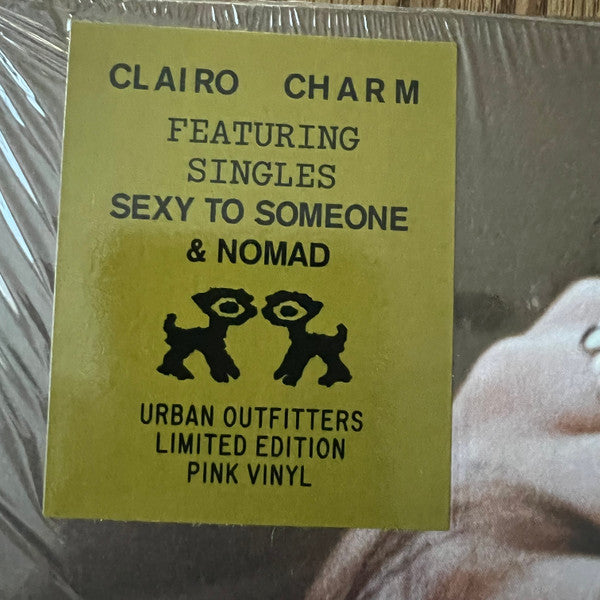 CLAIRO CHARM
FEATURING
SINGLES
SEXY TO SOMEONE
& NOMAD
URBAN OUTFITTERS
LIMITED EDITION
PINK VINYL